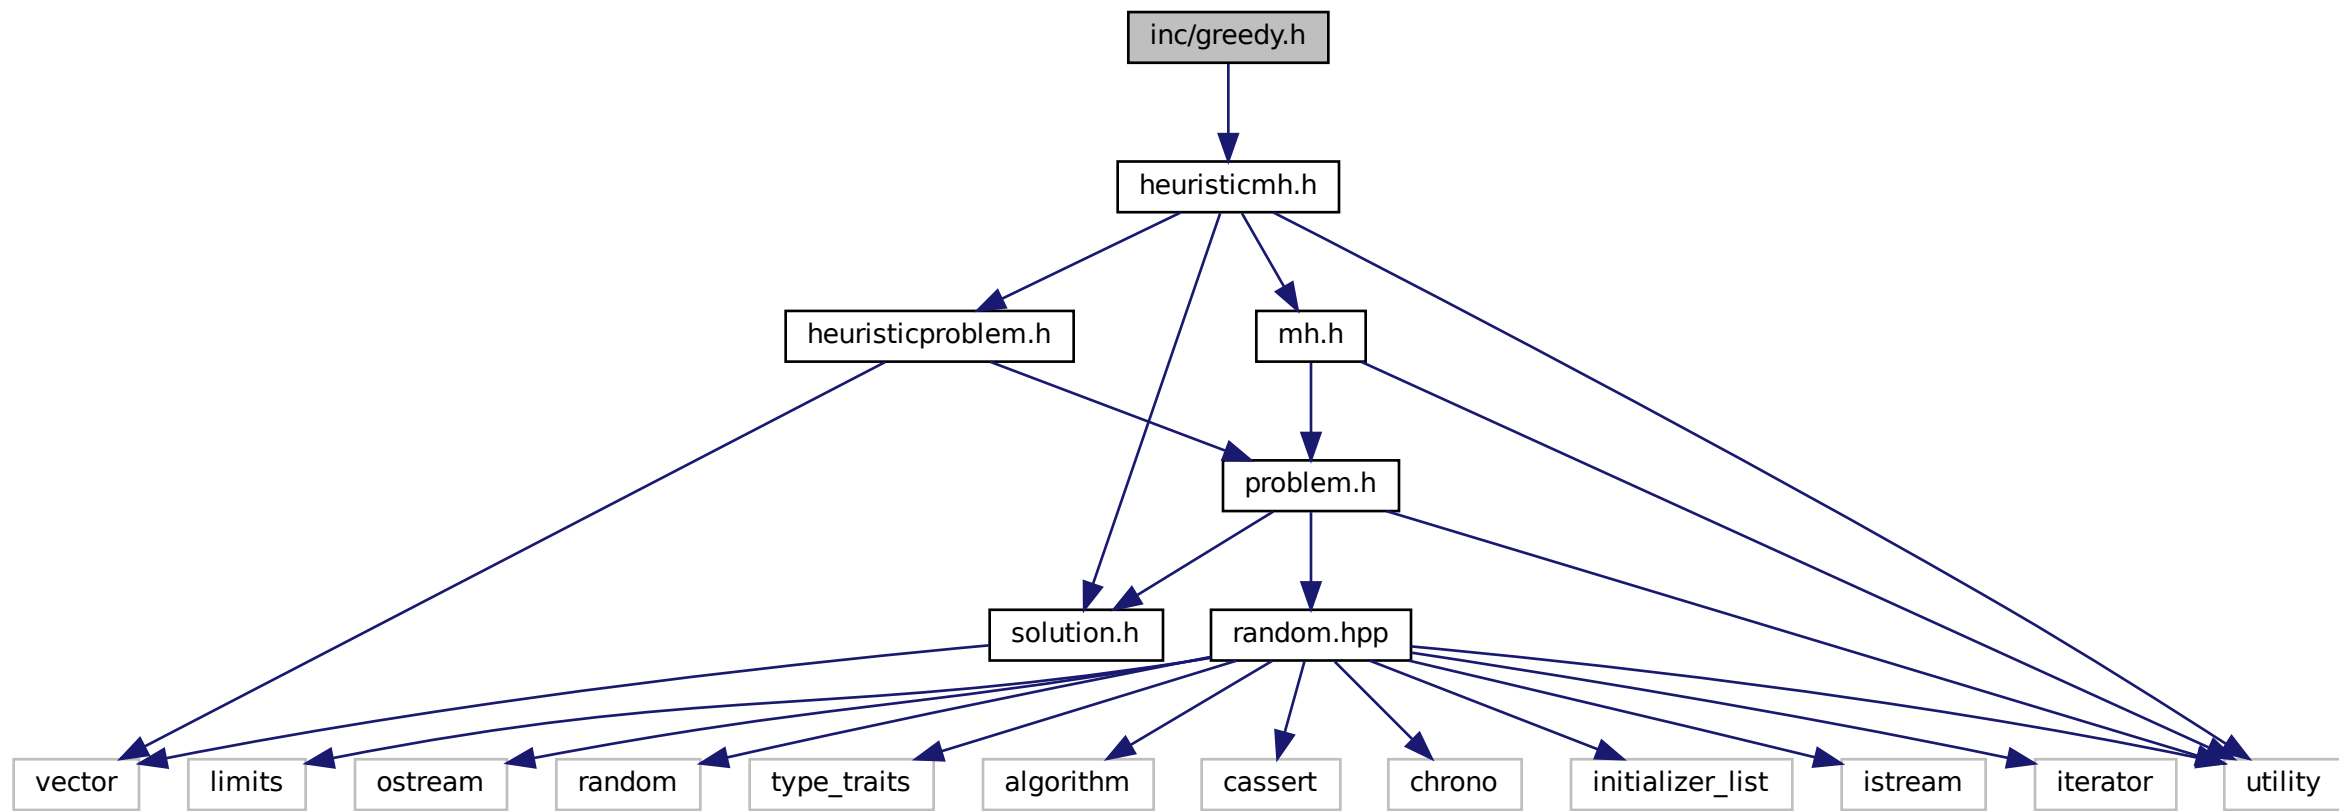 inc/greedy.h
heuristicmh.h
heuristicproblem.h
mh.h
problem.h
solution.h
random.hpp
vector
limits
ostream
random
type_traits
algorithm
cassert
chrono
initializer_list
istream
iterator
utility